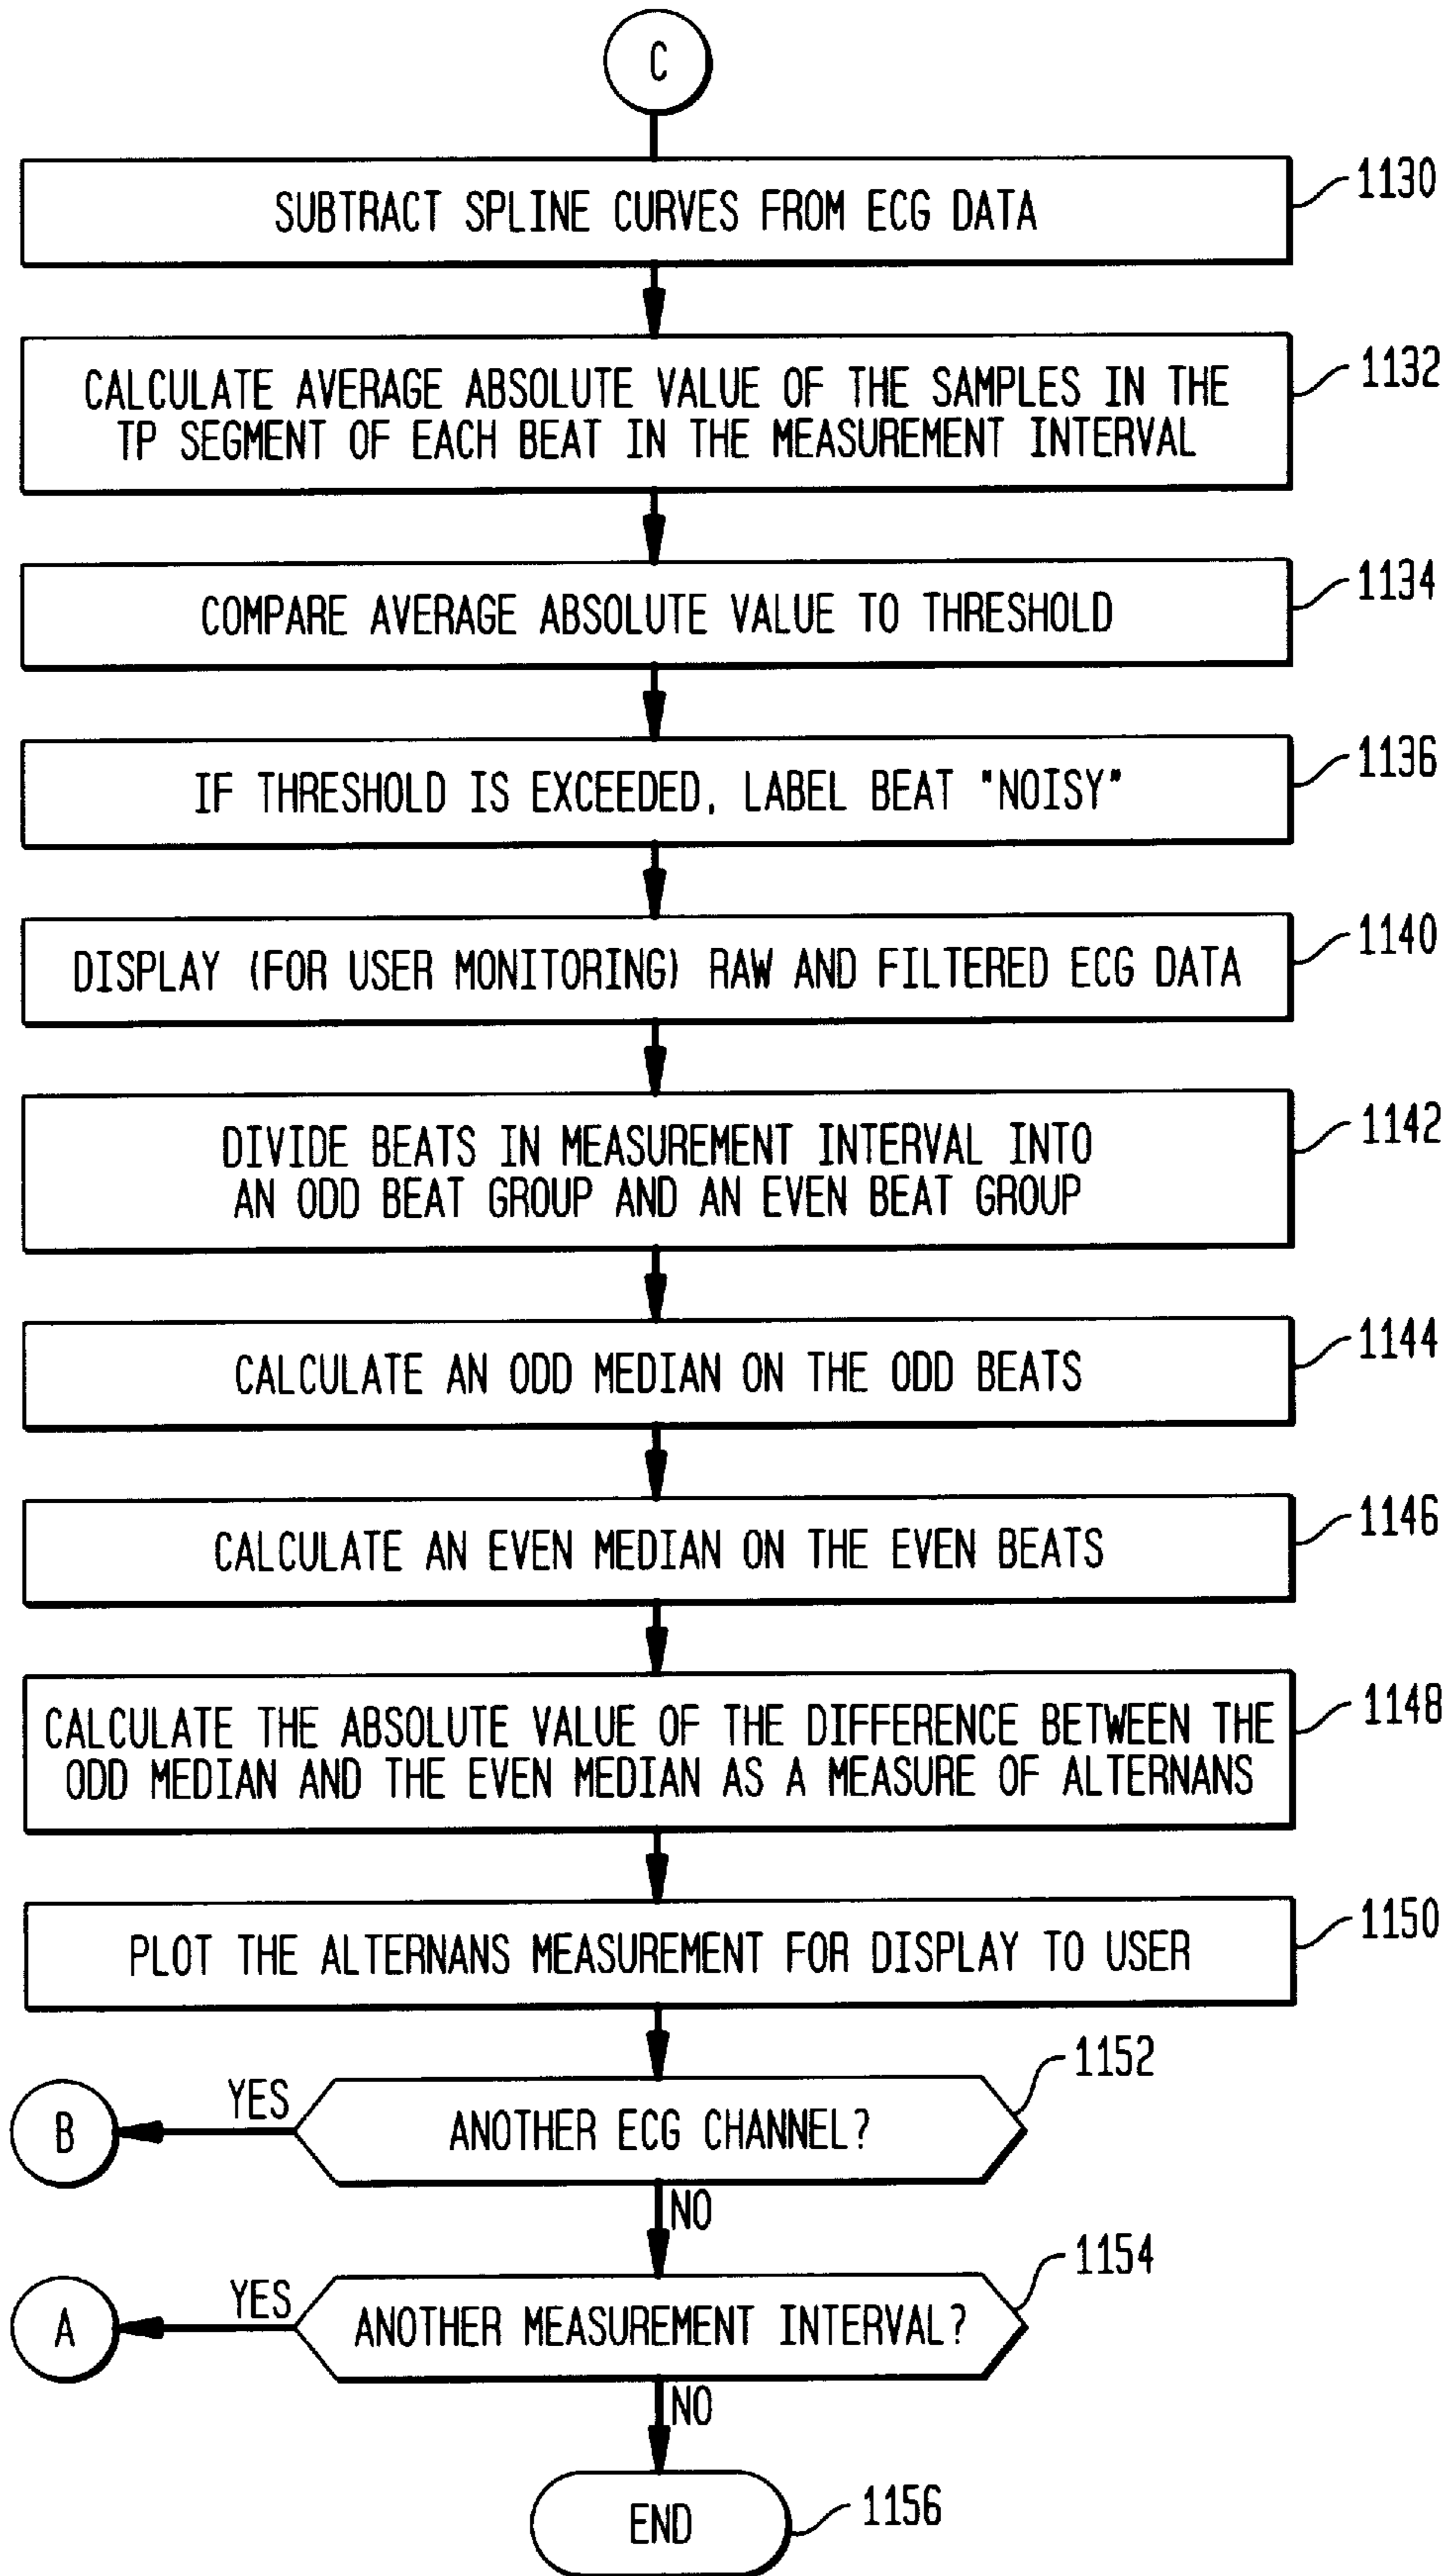 C
SUBTRACT SPLINE CURVES FROM ECG DATA
1130
CALCULATE AVERAGE ABSOLUTE VALUE OF THE SAMPLES IN THE
TP SEGMENT OF EACH BEAT IN THE MEASUREMENT INTERVAL
1132
COMPARE AVERAGE ABSOLUTE VALUE TO THRESHOLD
1134
IF THRESHOLD IS EXCEEDED, LABEL BEAT "NOISY"
1136
DISPLAY (FOR USER MONITORING) RAW AND FILTERED ECG DATA
1140
DIVIDE BEATS IN MEASUREMENT INTERVAL INTO
AN ODD BEAT GROUP AND AN EVEN BEAT GROUP
1142
CALCULATE AN ODD MEDIAN ON THE ODD BEATS
1144
CALCULATE AN EVEN MEDIAN ON THE EVEN BEATS
1146
CALCULATE THE ABSOLUTE VALUE OF THE DIFFERENCE BETWEEN THE
ODD MEDIAN AND THE EVEN MEDIAN AS A MEASURE OF ALTERNANS
1148
PLOT THE ALTERNANS MEASUREMENT FOR DISPLAY TO USER
1150
1152
B
YES
ANOTHER ECG CHANNEL?
NO
1154
A
YES
ANOTHER MEASUREMENT INTERVAL?
NO
END
1156